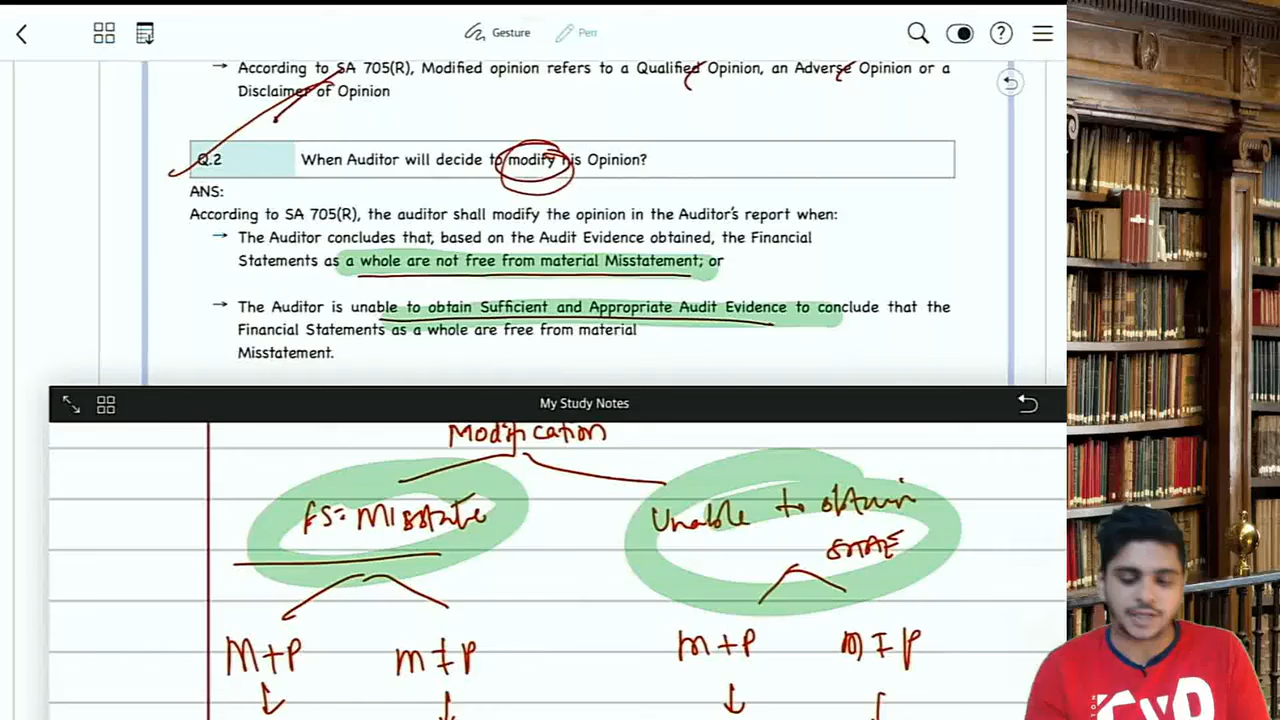 Gesture Pen
→ According to SA 705(R), Modified opinion refers to a Qualified Opinion, an Adverse Opinion or a
Disclaimer of Opinion
Q.2 When Auditor will decide to modify his Opinion?
ANS:
According to SA 705(R), the auditor shall modify the opinion in the Auditor's report when:
→ The Auditor concludes that, based on the Audit Evidence obtained, the Financial
Statements as a whole are not free from material Misstatement; or
→ The Auditor is unable to obtain Sufficient and Appropriate Audit Evidence to conclude that the
Financial Statements as a whole are free from material
Misstatement.
My Study Notes
Modification
FS= Misstate
Unable to obtain
SAAE
M+P m≠P m+P m≠P